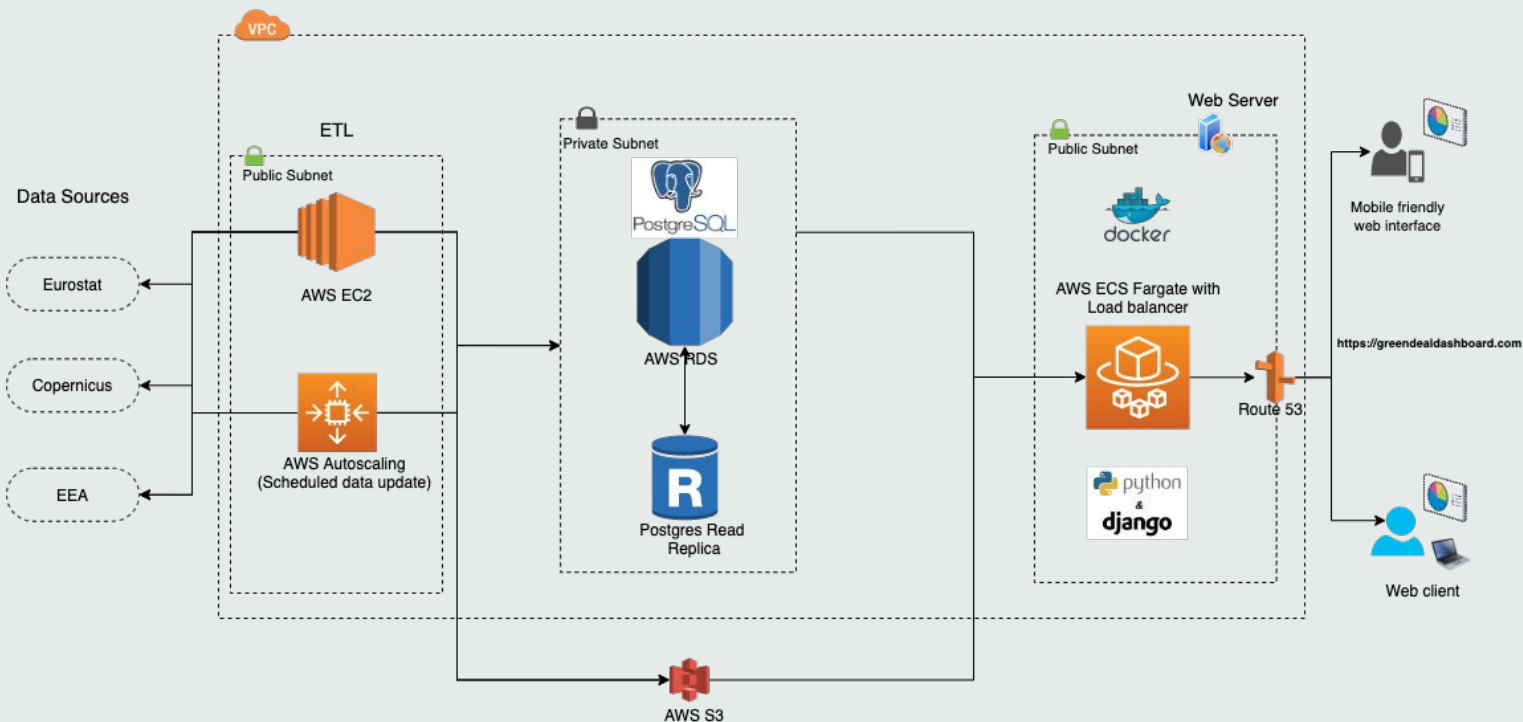 VPC
Web Server
ETL
Private Subnet
Public Subnet
Public Subnet
Data Sources
PostgreSQL
docker
Mobile friendly
web interface
Eurostat
AWS EC2
AWS ECS Fargate with
Load balancer
https://greendealdashboard.com
AWS RDS
Copernicus
Route 53
AWS Autoscaling
(Scheduled data update)
EEA
R
python
&
django
Postgres Read
Replica
Web client
AWS S3